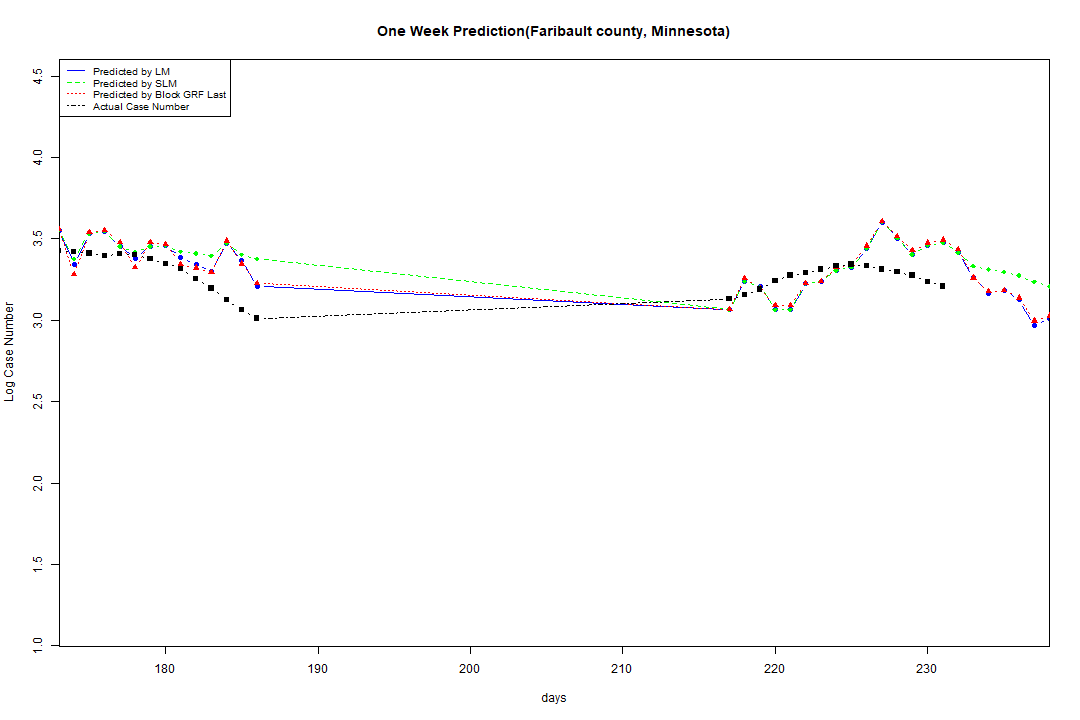 One Week Prediction(Faribault county, Minnesota)
Predicted by LM
Predicted by SLM
Predicted by Block GRF Last
Actual Case Number
4.5
4.0
3.5
3.0
2.5
2.0
1.5
1.0
Log Case Number
180 190 200 210 220 230
days